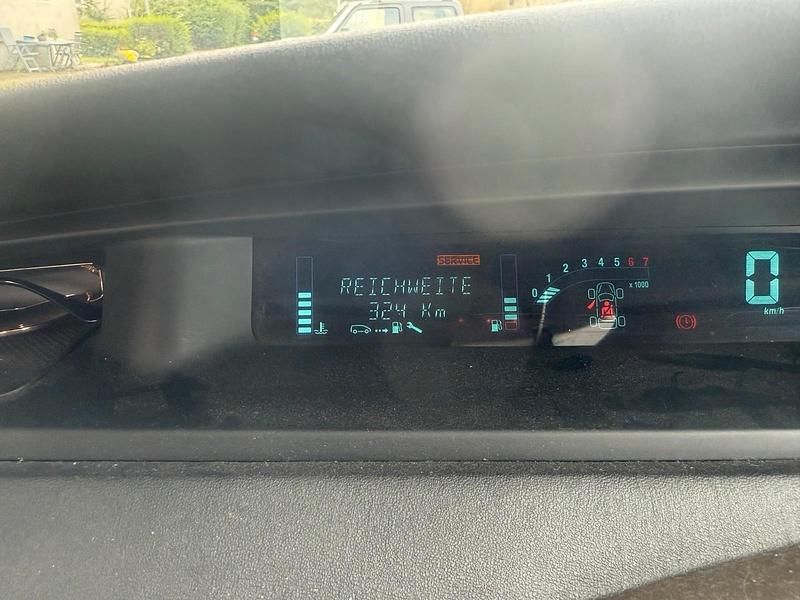 SERVICE
REICHWEITE
324 Km
0 1 2 3 4 5 6 7
x 1000
0
km/h